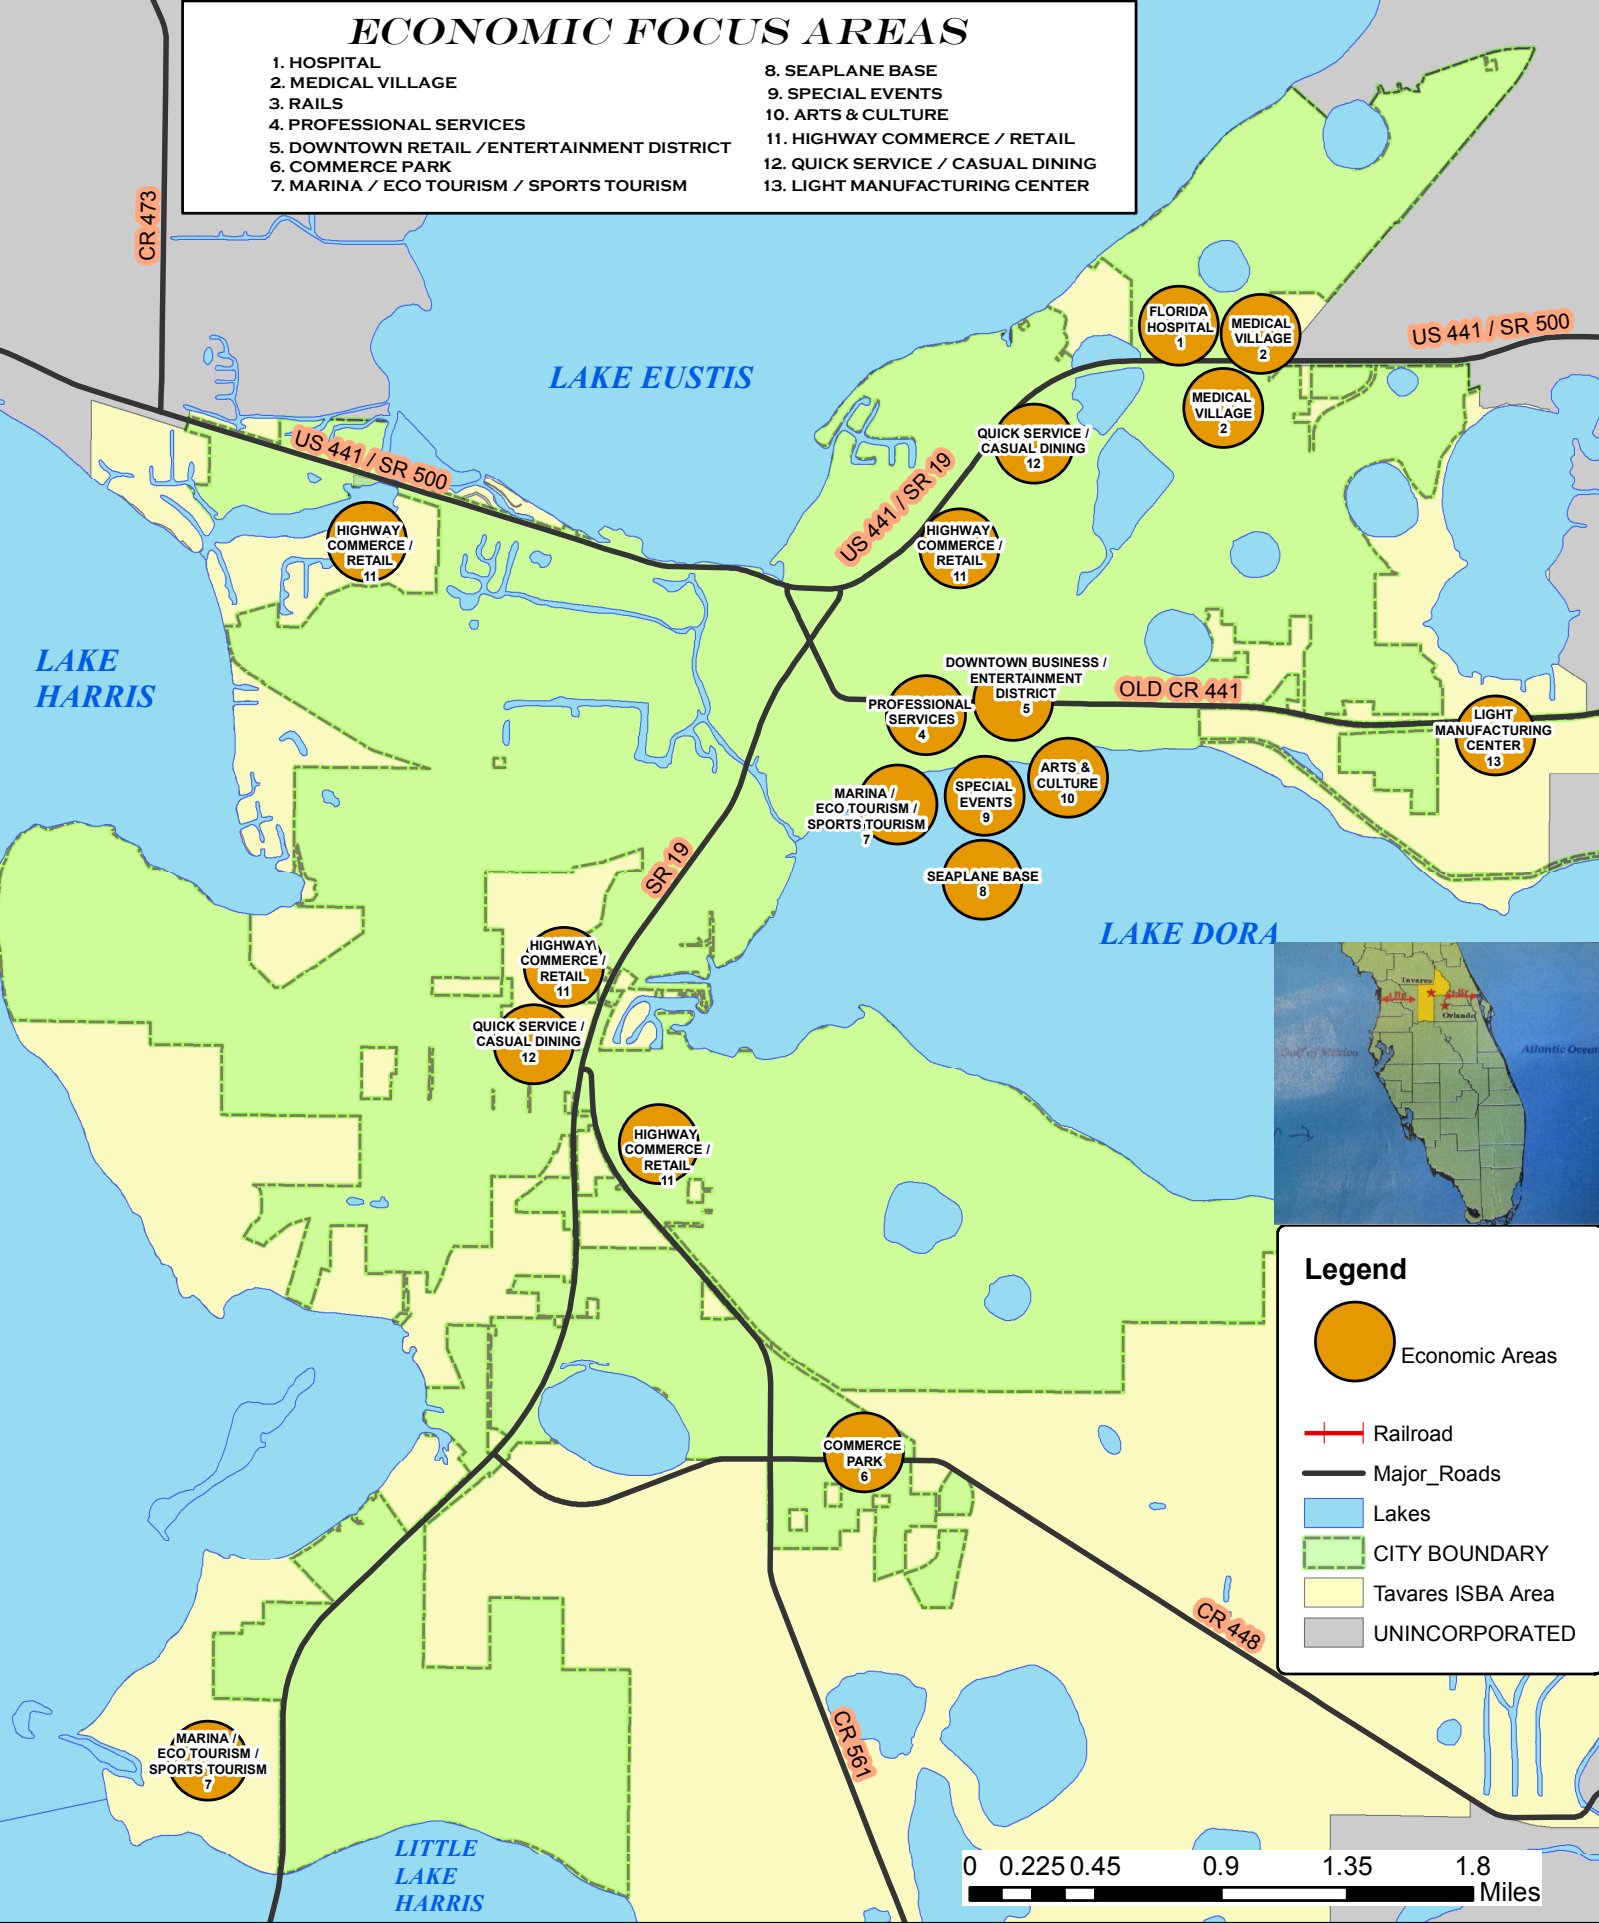 ECONOMIC FOCUS AREAS
1. HOSPITAL
2. MEDICAL VILLAGE
3. RAILS
4. PROFESSIONAL SERVICES
5. DOWNTOWN RETAIL /ENTERTAINMENT DISTRICT
6. COMMERCE PARK
7. MARINA / ECO TOURISM / SPORTS TOURISM
8. SEAPLANE BASE
9. SPECIAL EVENTS
10. ARTS & CULTURE
11. HIGHWAY COMMERCE / RETAIL
12. QUICK SERVICE / CASUAL DINING
13. LIGHT MANUFACTURING CENTER
CR 473
FLORIDA
HOSPITAL
1
MEDICAL
VILLAGE
2
US 441 / SR 500
LAKE EUSTIS
MEDICAL
VILLAGE
2
US 441 / SR 500
QUICK SERVICE /
CASUAL DINING
12
US 441 / SR 19
HIGHWAY
COMMERCE /
RETAIL
11
HIGHWAY
COMMERCE /
RETAIL
11
LAKE
HARRIS
DOWNTOWN BUSINESS /
ENTERTAINMENT
DISTRICT
5
OLD CR 441
PROFESSIONAL
SERVICES
4
LIGHT
MANUFACTURING
CENTER
13
MARINA /
ECO TOURISM /
SPORTS TOURISM
7
SPECIAL
EVENTS
9
ARTS &
CULTURE
10
SR 19
SEAPLANE BASE
8
LAKE DORA
HIGHWAY
COMMERCE /
RETAIL
11
QUICK SERVICE /
CASUAL DINING
12
Tavares
Orlando
Gulf of Mexico
Atlantic Ocean
HIGHWAY
COMMERCE /
RETAIL
11
Legend
Economic Areas
Railroad
Major_Roads
Lakes
CITY BOUNDARY
Tavares ISBA Area
UNINCORPORATED
COMMERCE
PARK
6
CR 448
CR 561
MARINA /
ECO TOURISM /
SPORTS TOURISM
7
LITTLE
LAKE
HARRIS
0 0.225 0.45 0.9 1.35 1.8
Miles